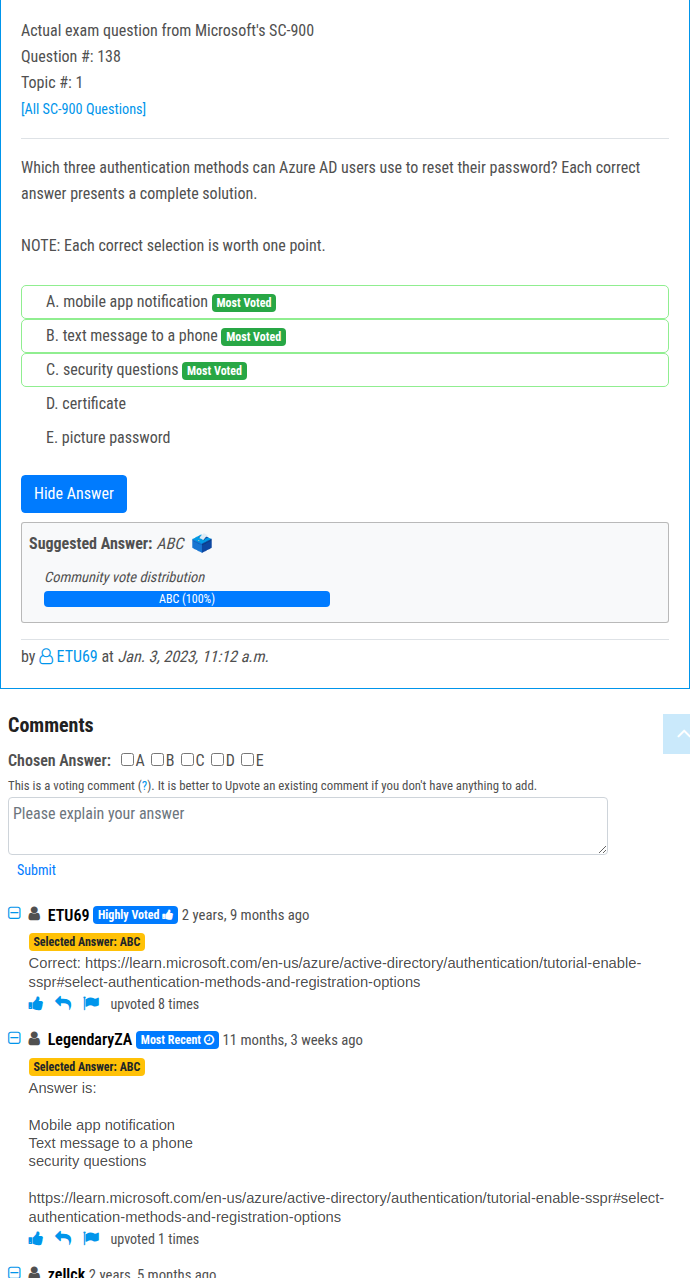 Actual exam question from Microsoft's SC-900
Question #: 138
Topic #: 1
[All SC-900 Questions]
Which three authentication methods can Azure AD users use to reset their password? Each correct
answer presents a complete solution.
NOTE: Each correct selection is worth one point.
A. mobile app notification Most Voted
B. text message to a phone Most Voted
C. security questions Most Voted
D. certificate
E. picture password
Hide Answer
Suggested Answer: ABC
Community vote distribution
ABC (100%)
by ETU69 at Jan. 3, 2023, 11:12 a.m.
Comments
Chosen Answer: A B C D E
This is a voting comment (?). It is better to Upvote an existing comment if you don't have anything to add.
Please explain your answer
Submit
ETU69 Highly Voted 2 years, 9 months ago
Selected Answer: ABC
Correct: https://learn.microsoft.com/en-us/azure/active-directory/authentication/tutorial-enable-
sspr#select-authentication-methods-and-registration-options
upvoted 8 times
LegendaryZA Most Recent 11 months, 3 weeks ago
Selected Answer: ABC
Answer is:
Mobile app notification
Text message to a phone
security questions
https://learn.microsoft.com/en-us/azure/active-directory/authentication/tutorial-enable-sspr#select-
authentication-methods-and-registration-options
upvoted 1 times
zellck 2 years, 5 months ago